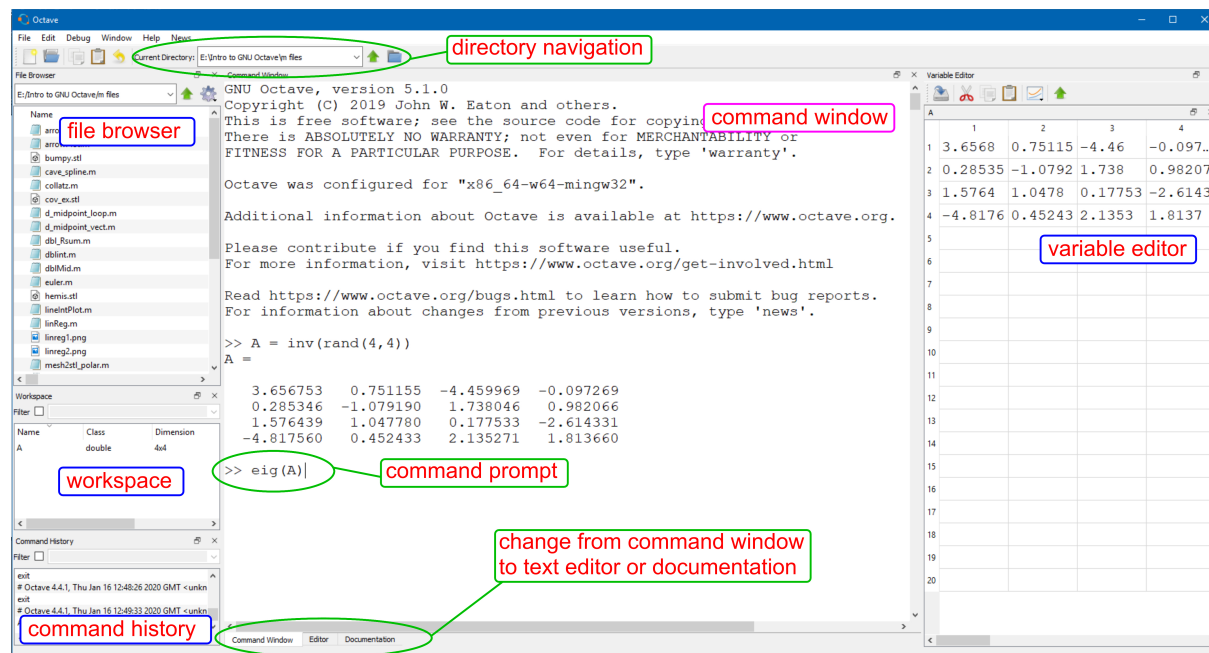 Octave
File Edit Debug Window Help News
Current Directory: E:\Intro to GNU Octave\m files
directory navigation
File Browser
E:/Intro to GNU Octave/m files
Name
file browser
bumpy.stl
cave_spline.m
collatz.m
cov_ex.stl
d_midpoint_loop.m
d_midpoint_vect.m
dbl_Rsum.m
dblint.m
dblMid.m
euler.m
hemis.stl
lineIntPlot.m
linReg.m
linreg1.png
linreg2.png
mesh2stl_polar.m
Workspace
Filter
Name Class Dimension
A double 4x4
workspace
Command History
Filter
exit
# Octave 4.4.1, Thu Jan 16 12:48:26 2020 GMT <unkn
exit
# Octave 4.4.1, Thu Jan 16 12:49:33 2020 GMT <unkn
command history
Command Window
GNU Octave, version 5.1.0
Copyright (C) 2019 John W. Eaton and others.
This is free software; see the source code for copying
command window
There is ABSOLUTELY NO WARRANTY; not even for MERCHANTABILITY or
FITNESS FOR A PARTICULAR PURPOSE. For details, type 'warranty'.
Octave was configured for "x86_64-w64-mingw32".
Additional information about Octave is available at https://www.octave.org.
Please contribute if you find this software useful.
For more information, visit https://www.octave.org/get-involved.html
Read https://www.octave.org/bugs.html to learn how to submit bug reports.
For information about changes from previous versions, type 'news'.
>> A = inv(rand(4,4))
A =
3.656753 0.751155 -4.459969 -0.097269
0.285346 -1.079190 1.738046 0.982066
1.576439 1.047780 0.177533 -2.614331
-4.817560 0.452433 2.135271 1.813660
>> eig(A)
command prompt
change from command window
to text editor or documentation
Command Window Editor Documentation
Variable Editor
A
1 2 3 4
1 3.6568 0.75115 -4.46 -0.097...
2 0.28535 -1.0792 1.738 0.98207
3 1.5764 1.0478 0.17753 -2.6143
4 -4.8176 0.45243 2.1353 1.8137
5
variable editor
6
7
8
9
10
11
12
13
14
15
16
17
18
19
20